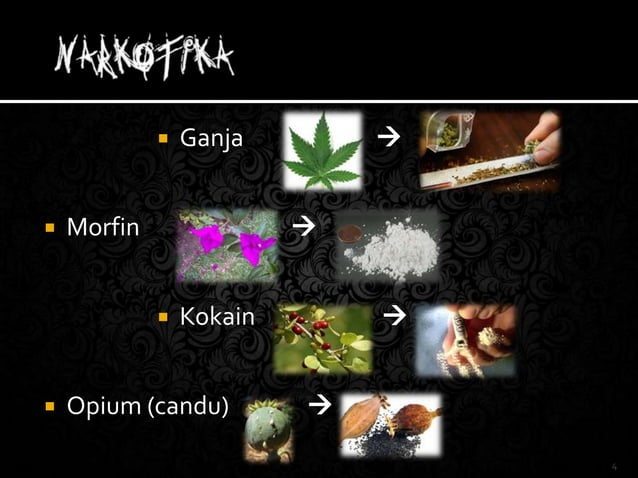 NARKOTIKA
Ganja →
Morfin →
Kokain →
Opium (candu) →
4